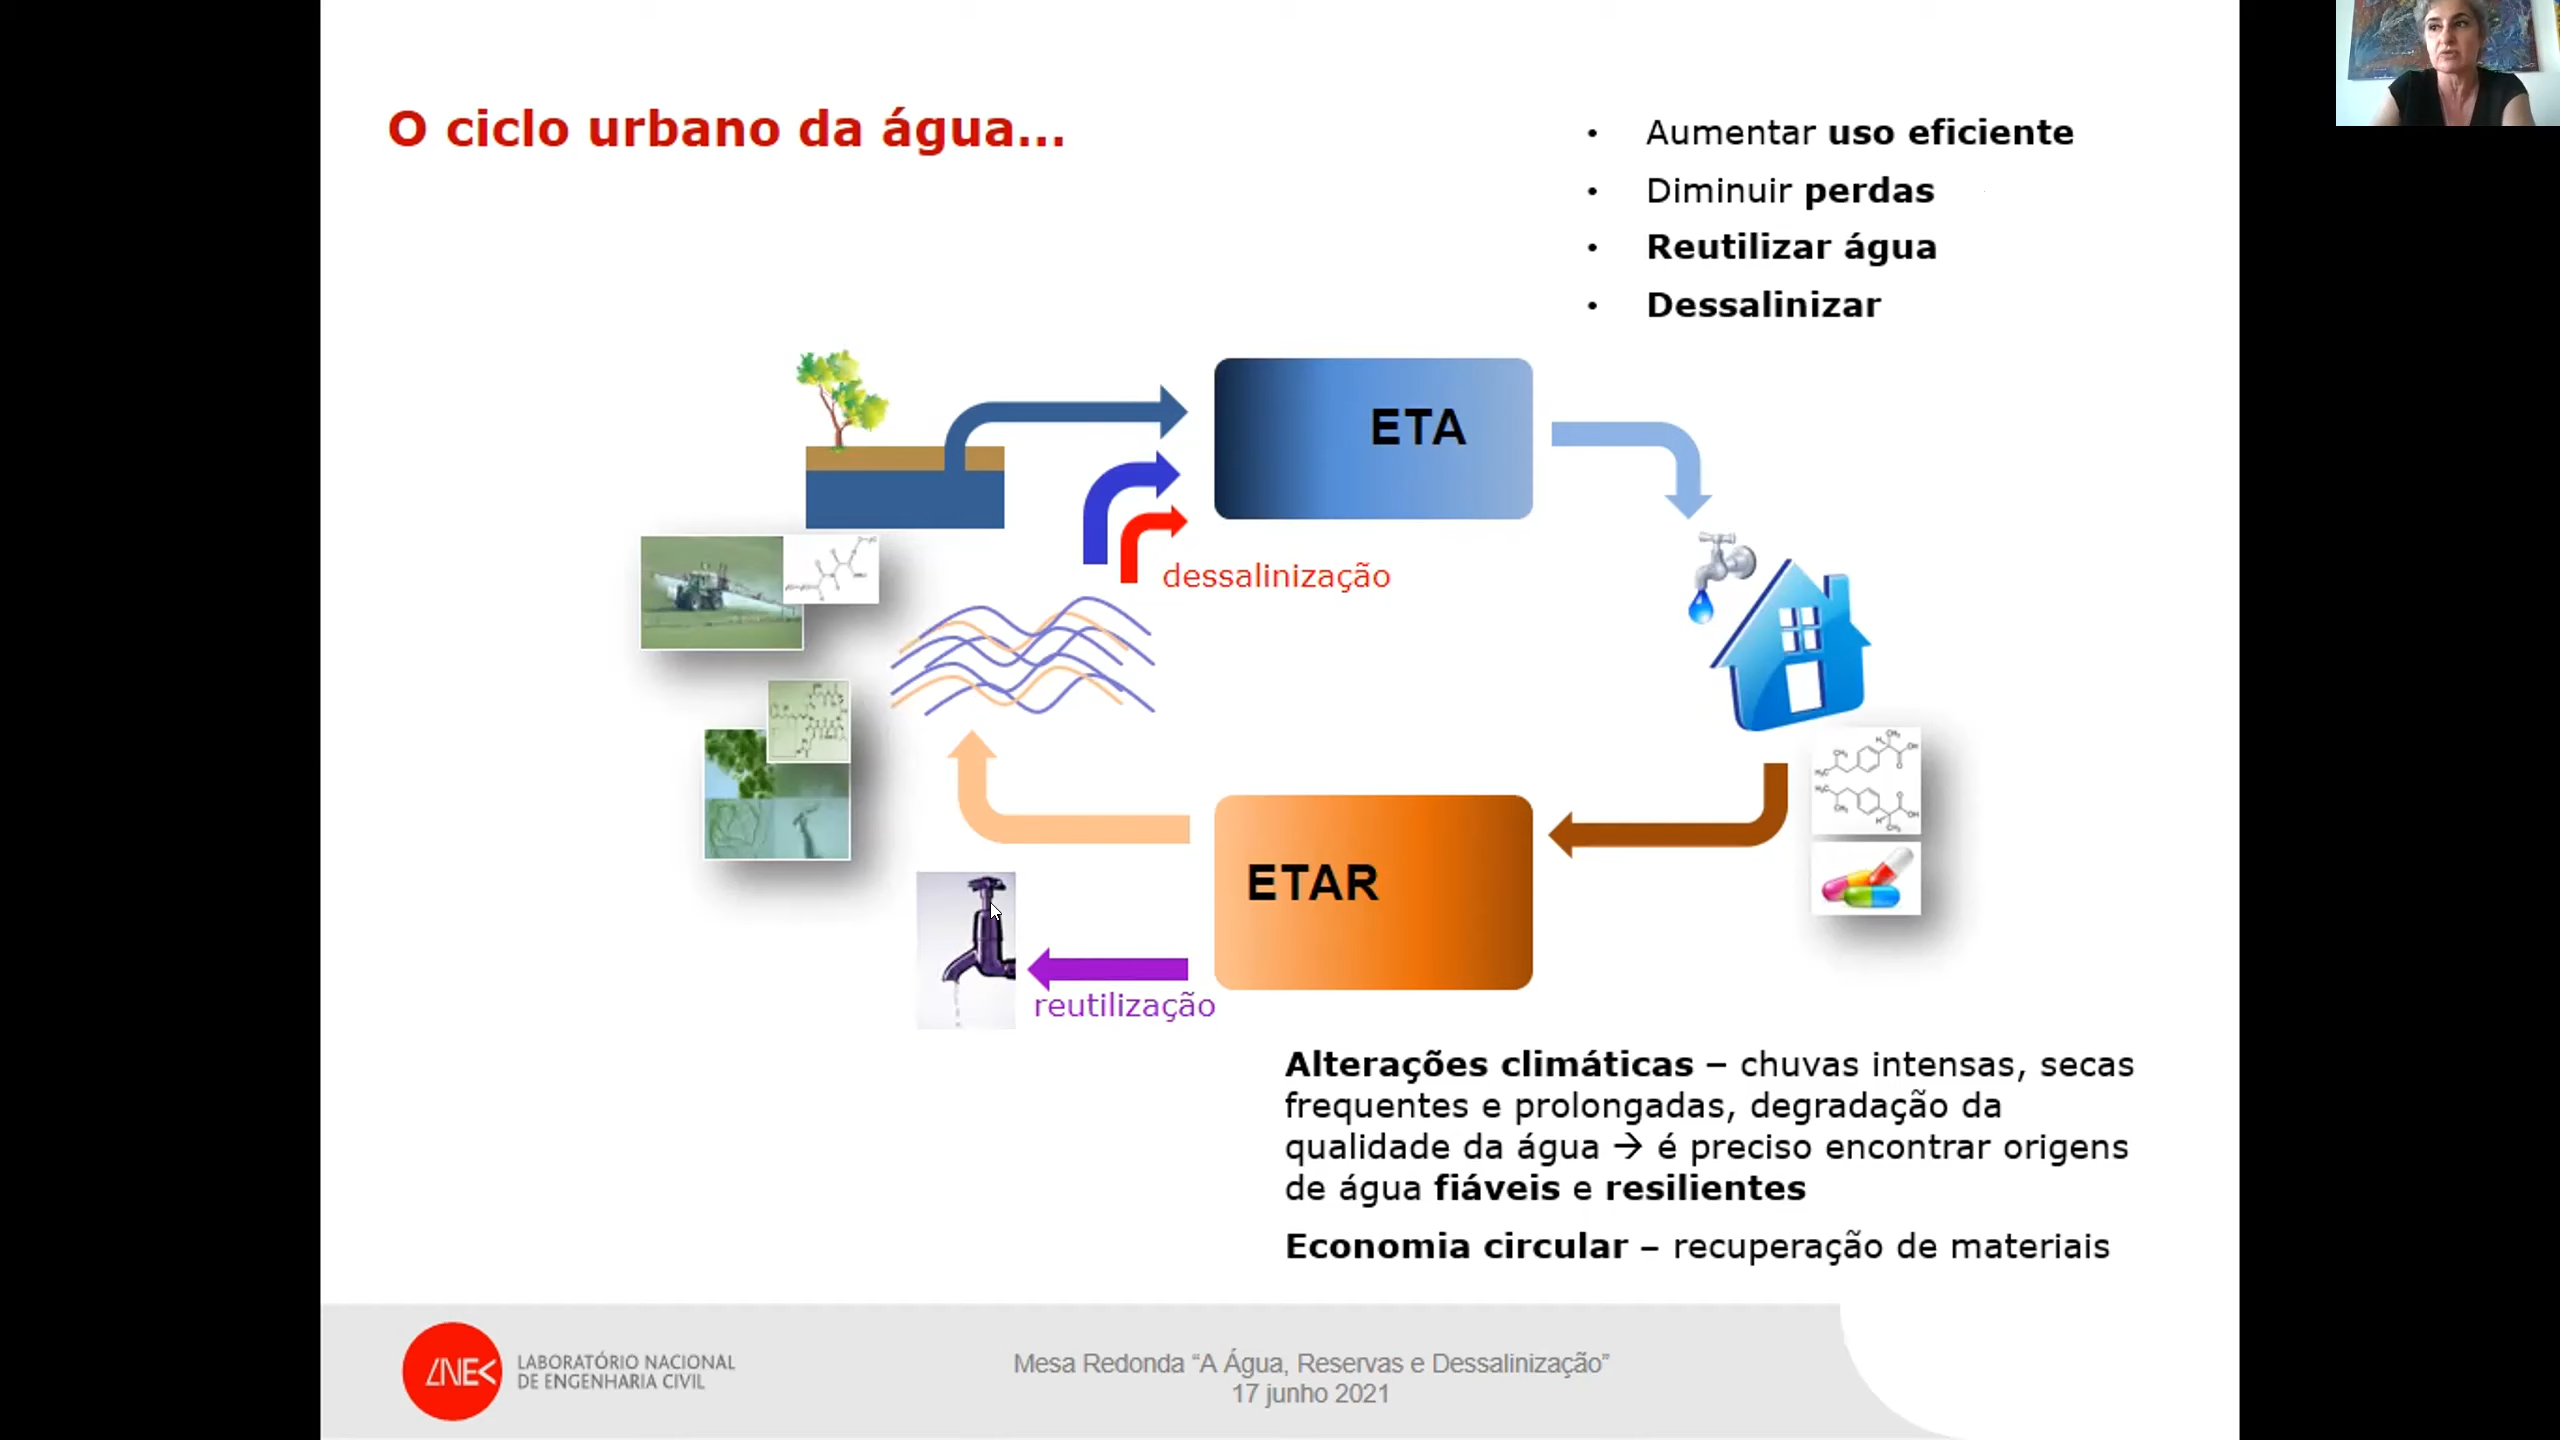 O ciclo urbano da água...
• Aumentar uso eficiente
• Diminuir perdas
• Reutilizar água
• Dessalinizar
ETA
dessalinização
ETAR
reutilização
Alterações climáticas – chuvas intensas, secas
frequentes e prolongadas, degradação da
qualidade da água → é preciso encontrar origens
de água fiáveis e resilientes
Economia circular – recuperação de materiais
LNEC
LABORATÓRIO NACIONAL
DE ENGENHARIA CIVIL
Mesa Redonda “A Água, Reservas e Dessalinização”
17 junho 2021